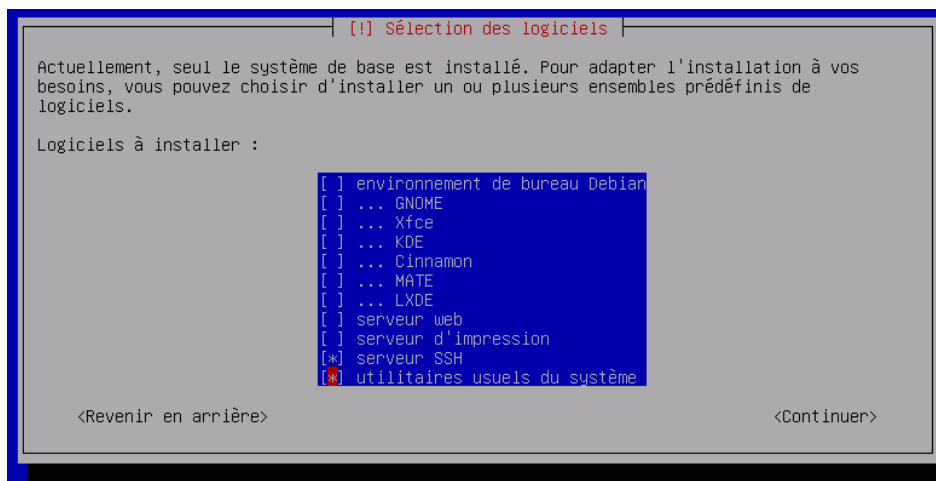 [!] Sélection des logiciels
Actuellement, seul le système de base est installé. Pour adapter l'installation à vos
besoins, vous pouvez choisir d'installer un ou plusieurs ensembles prédéfinis de
logiciels.
Logiciels à installer :
[ ] environnement de bureau Debian
[ ] ... GNOME
[ ] ... Xfce
[ ] ... KDE
[ ] ... Cinnamon
[ ] ... MATE
[ ] ... LXDE
[ ] serveur web
[ ] serveur d'impression
[*] serveur SSH
[*] utilitaires usuels du système
<Revenir en arrière> <Continuer>